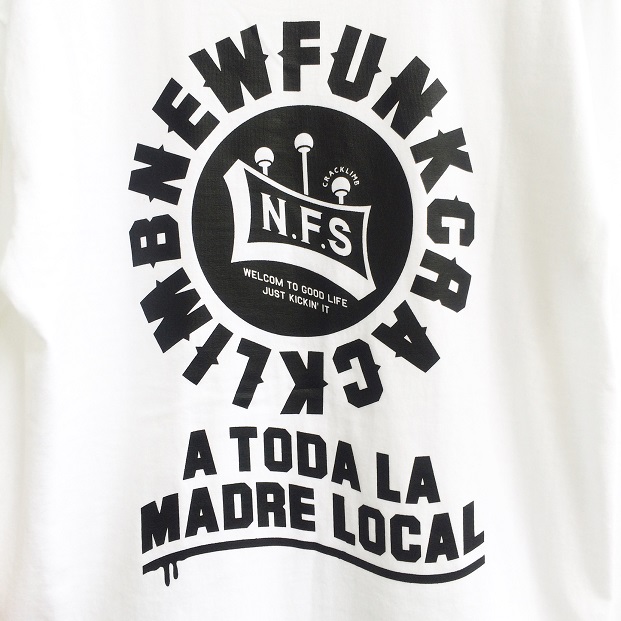 NEWFUNKCRACKLIMB
CRACKLIMB
N.F.S
WELCOM TO GOOD LIFE
JUST KICKIN' IT
A TODA LA
MADRE LOCAL